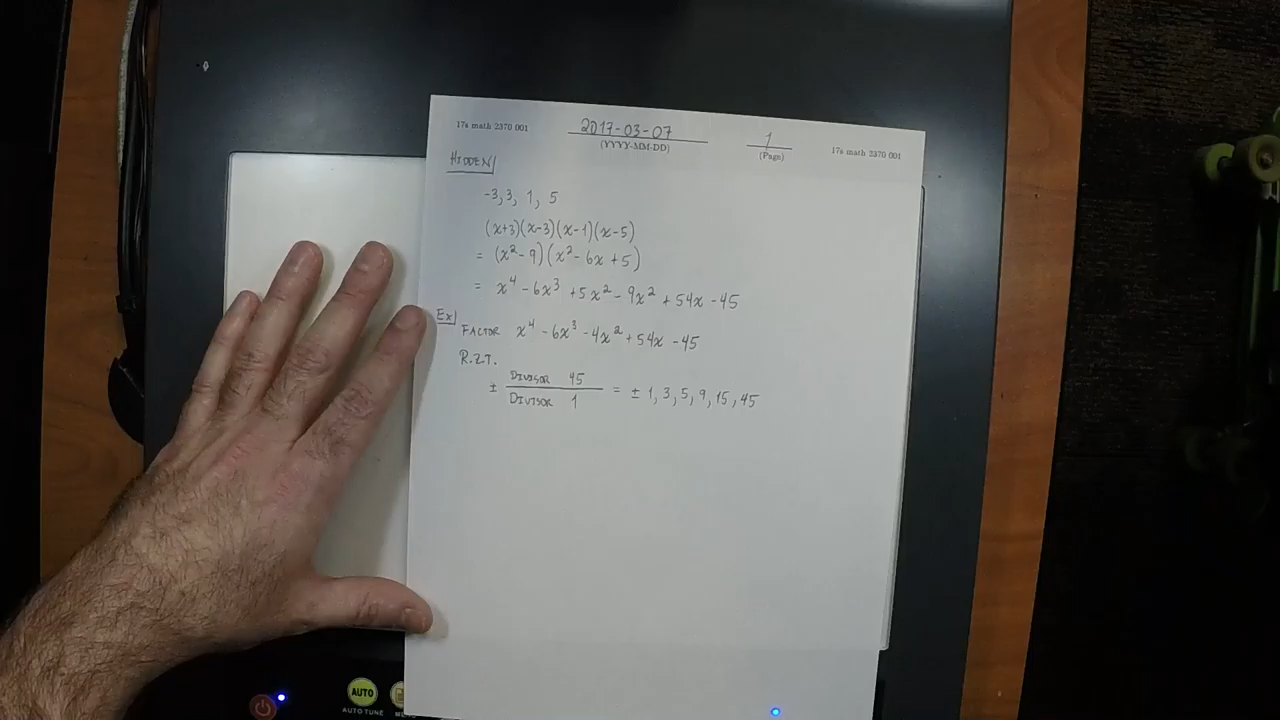 17s math 2370 001
2017-03-07
(YYYY-MM-DD)
1
(Page)
17s math 2370 001
HIDDEN/
-3, 3, 1, 5
(x+3)(x-3)(x-1)(x-5)
= (x² - 9)(x² - 6x + 5)
= x⁴ - 6x³ + 5x² - 9x² + 54x - 45
Ex/
FACTOR x⁴ - 6x³ - 4x² + 54x - 45
R.Z.T.
± DIVISOR 45 / DIVISOR 1 = ± 1, 3, 5, 9, 15, 45
AUTO
AUTO TUNE